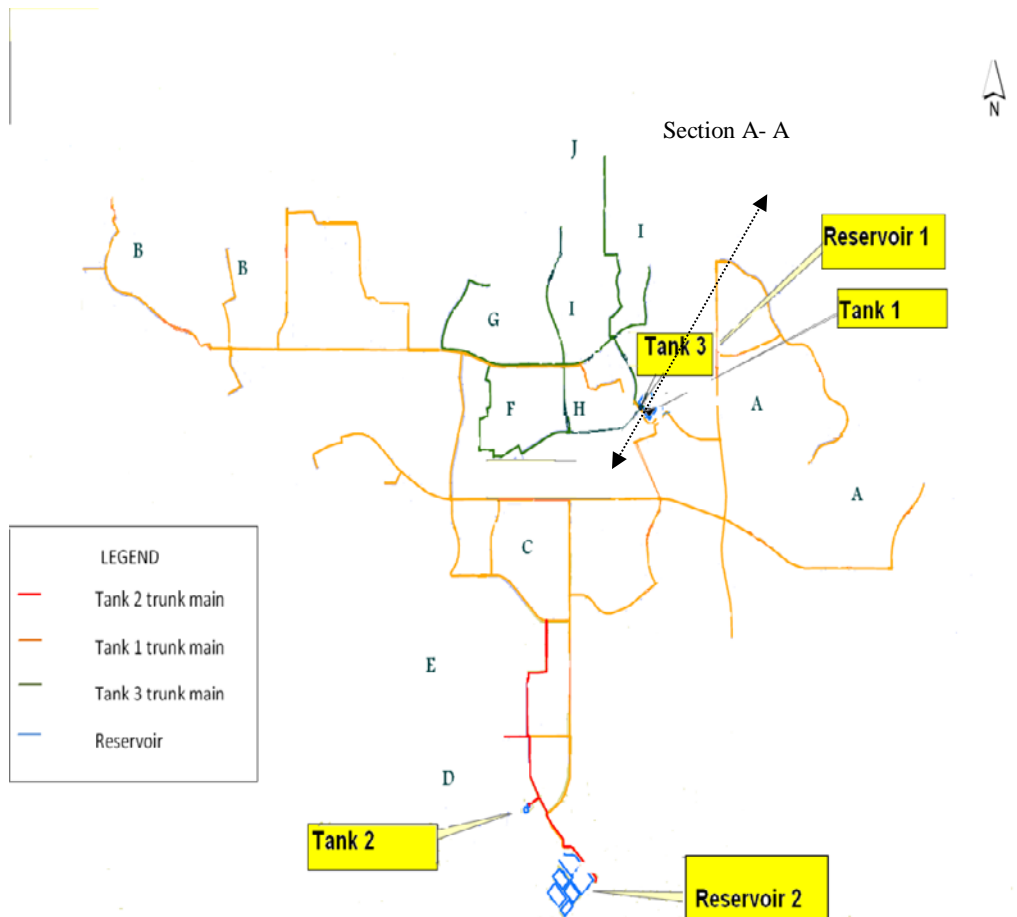 N
Section A- A
J
I
B
Reservoir 1
B
Tank 1
G
I
Tank 3
F
H
A
A
C
LEGEND
Tank 2 trunk main
Tank 1 trunk main
Tank 3 trunk main
Reservoir
E
D
Tank 2
Reservoir 2